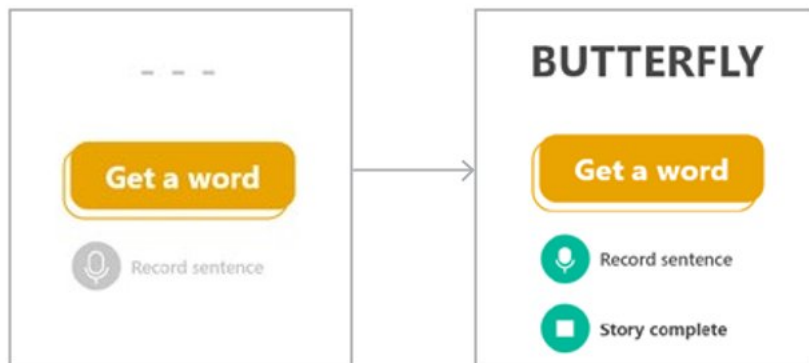 - - -
Get a word
Record sentence
BUTTERFLY
Get a word
Record sentence
Story complete